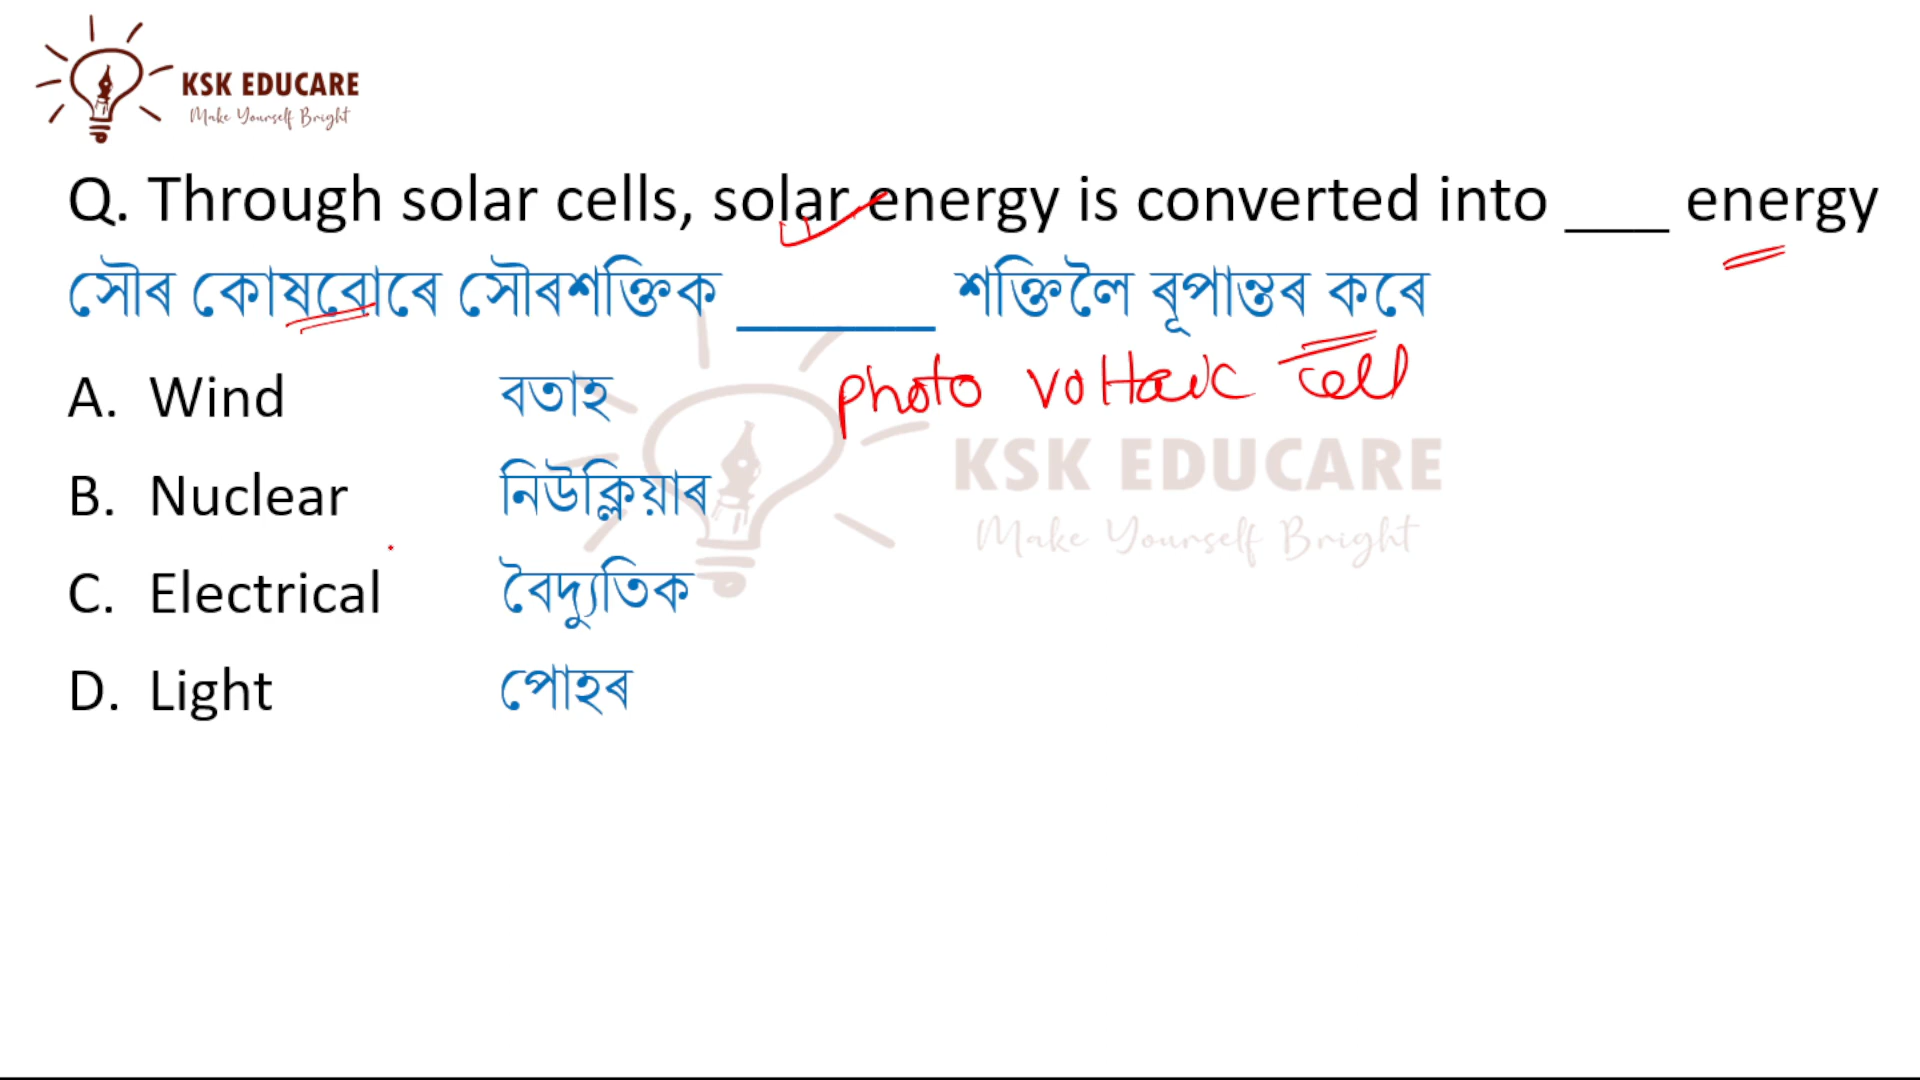 KSK EDUCARE
Make Yourself Bright
Q. Through solar cells, solar energy is converted into ___ energy
সৌৰ কোষবোৰে সৌৰশক্তিক ______ শক্তিলৈ ৰূপান্তৰ কৰে
A. Wind বতাহ
photo voltaic cell
B. Nuclear নিউক্লিয়াৰ
KSK EDUCARE
Make Yourself Bright
C. Electrical বৈদ্যুতিক
D. Light পোহৰ